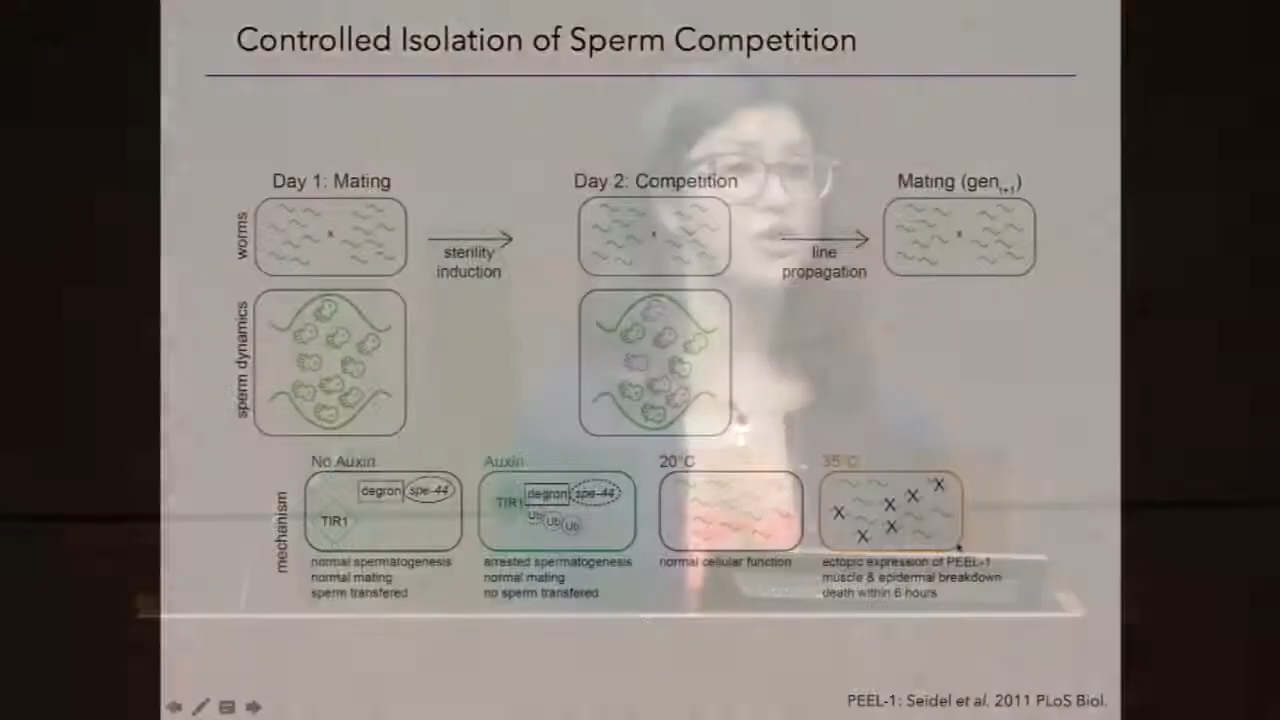 Controlled Isolation of Sperm Competition
Day 1: Mating
Day 2: Competition
Mating (gen t+1)
worms
x
sterility
induction
x
line
propagation
x
sperm dynamics
No Auxin
Auxin
20°C
35°C
mechanism
degron spe-44
TIR1
TIR1 degron spe-44
Ub Ub Ub
X X X X X X
normal spermatogenesis
normal mating
sperm transfered
arrested spermatogenesis
normal mating
no sperm transfered
normal cellular function
ectopic expression of PEEL-1
muscle & epidermal breakdown
death within 6 hours
PEEL-1: Seidel et al. 2011 PLoS Biol.